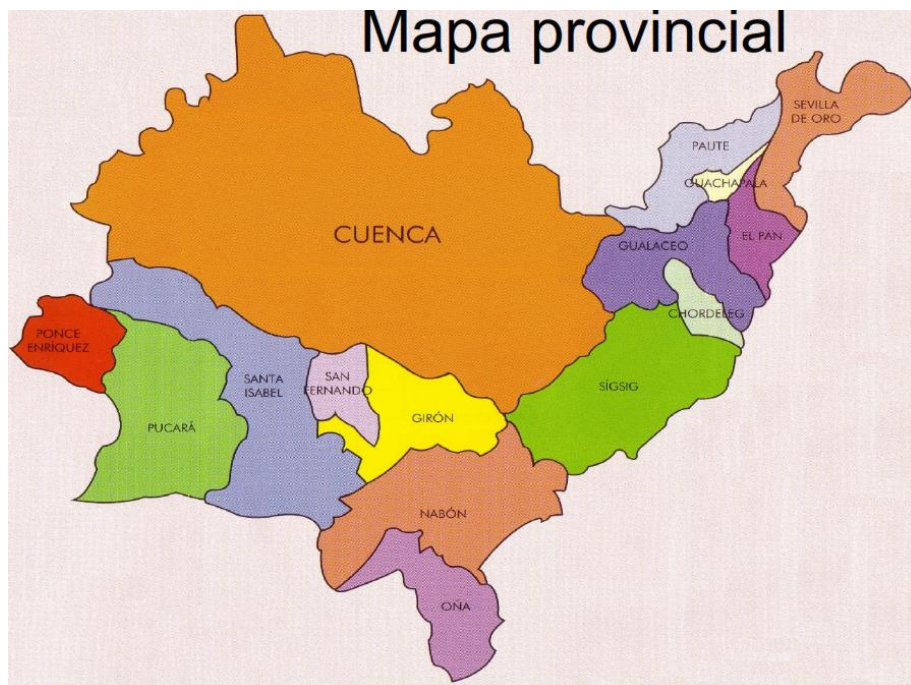 Mapa provincial
SEVILLA
DE ORO
PAUTE
GUACHAPALA
CUENCA
GUALACEO
EL PAN
CHORDELEG
PONCE
ENRÍQUEZ
SANTA
ISABEL
SAN
FERNANDO
SÍGSIG
GIRÓN
PUCARÁ
NABÓN
OÑA